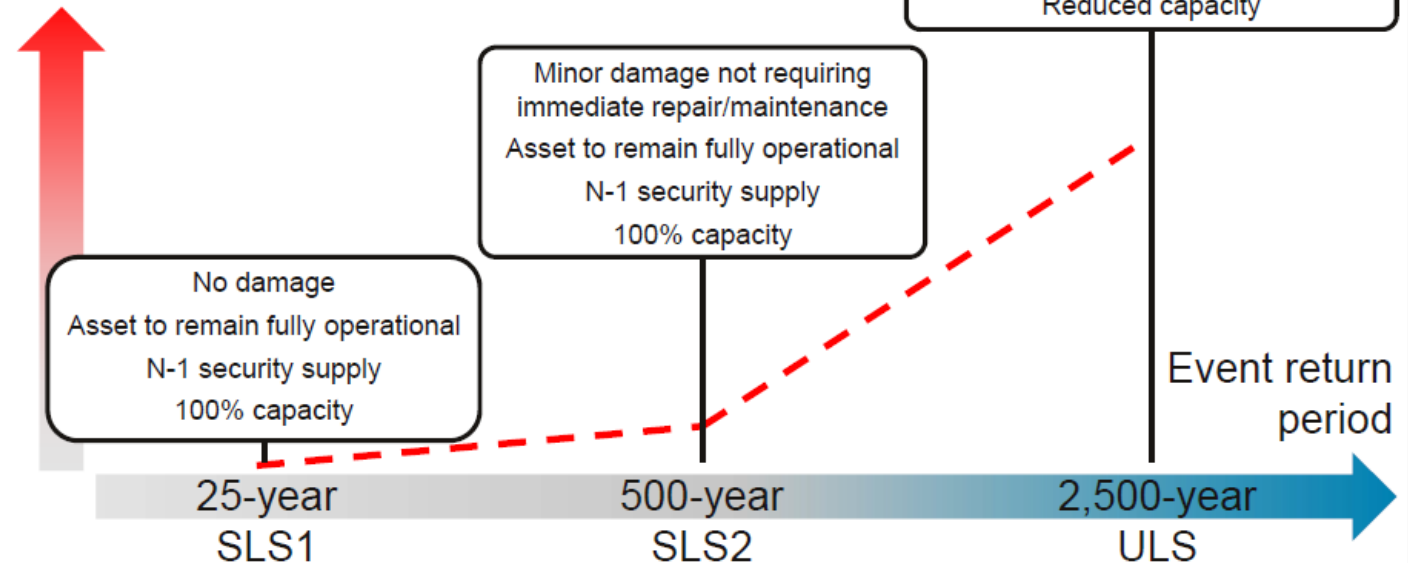 Reduced capacity
Minor damage not requiring
immediate repair/maintenance
Asset to remain fully operational
N-1 security supply
100% capacity
No damage
Asset to remain fully operational
N-1 security supply
100% capacity
Event return
period
25-year
500-year
2,500-year
SLS1
SLS2
ULS